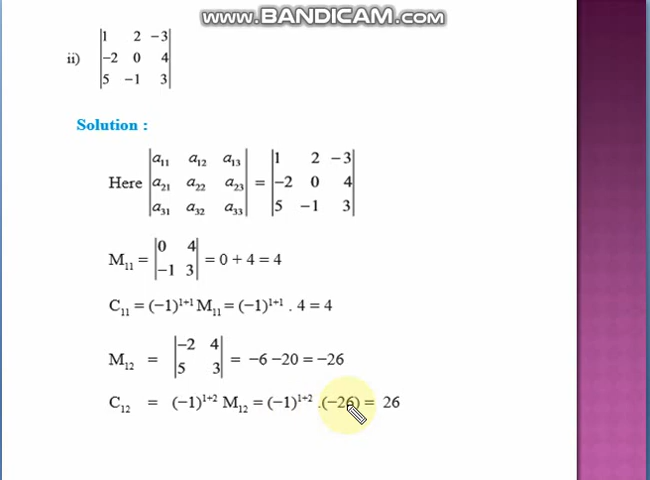 www.BANDICAM.com
ii) |1 2 −3|
|−2 0 4|
|5 −1 3|
Solution :
Here |a₁₁ a₁₂ a₁₃| = |1 2 −3|
|a₂₁ a₂₂ a₂₃| |−2 0 4|
|a₃₁ a₃₂ a₃₃| |5 −1 3|
M₁₁ = |0 4; −1 3| = 0 + 4 = 4
C₁₁ = (−1)¹⁺¹ M₁₁ = (−1)¹⁺¹ . 4 = 4
M₁₂ = |−2 4; 5 3| = −6 −20 = −26
C₁₂ = (−1)¹⁺² M₁₂ = (−1)¹⁺² .(−26) = 26